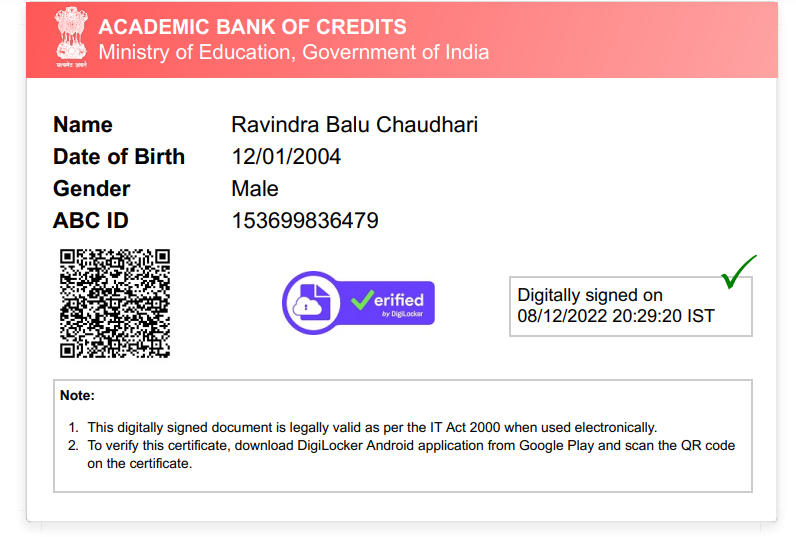 ACADEMIC BANK OF CREDITS
Ministry of Education, Government of India
सत्यमेव जयते
Name Ravindra Balu Chaudhari
Date of Birth 12/01/2004
Gender Male
ABC ID 153699836479
Verified
by DigiLocker
Digitally signed on
08/12/2022 20:29:20 IST
Note:
1. This digitally signed document is legally valid as per the IT Act 2000 when used electronically.
2. To verify this certificate, download DigiLocker Android application from Google Play and scan the QR code
on the certificate.